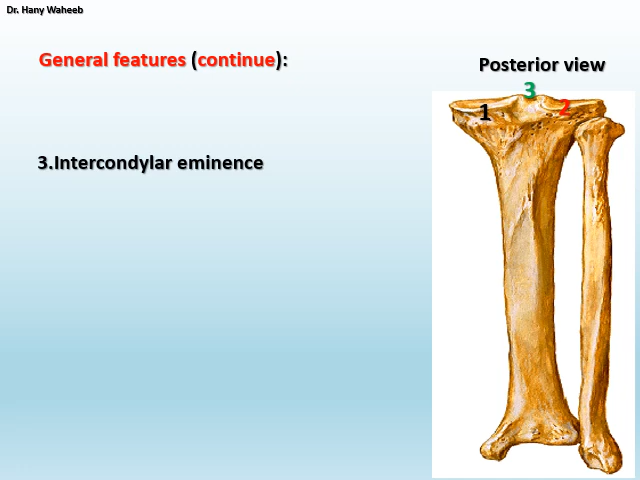 Dr. Hany Waheeb
General features (continue):
Posterior view
3
1
2
3.Intercondylar eminence